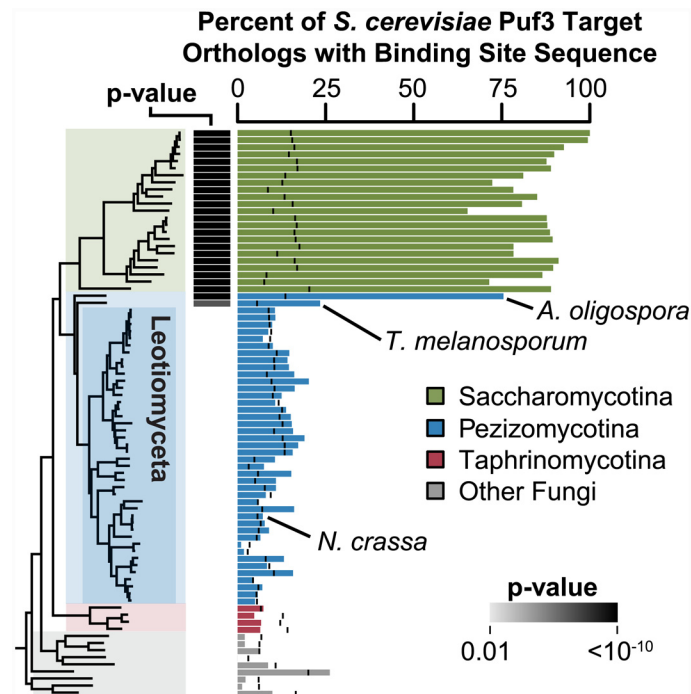 Percent of S. cerevisiae Puf3 Target
Orthologs with Binding Site Sequence
p-value
0 25 50 75 100
A. oligospora
T. melanosporum
Leotiomyceta
Saccharomycotina
Pezizomycotina
Taphrinomycotina
Other Fungi
N. crassa
p-value
0.01 <10⁻¹⁰